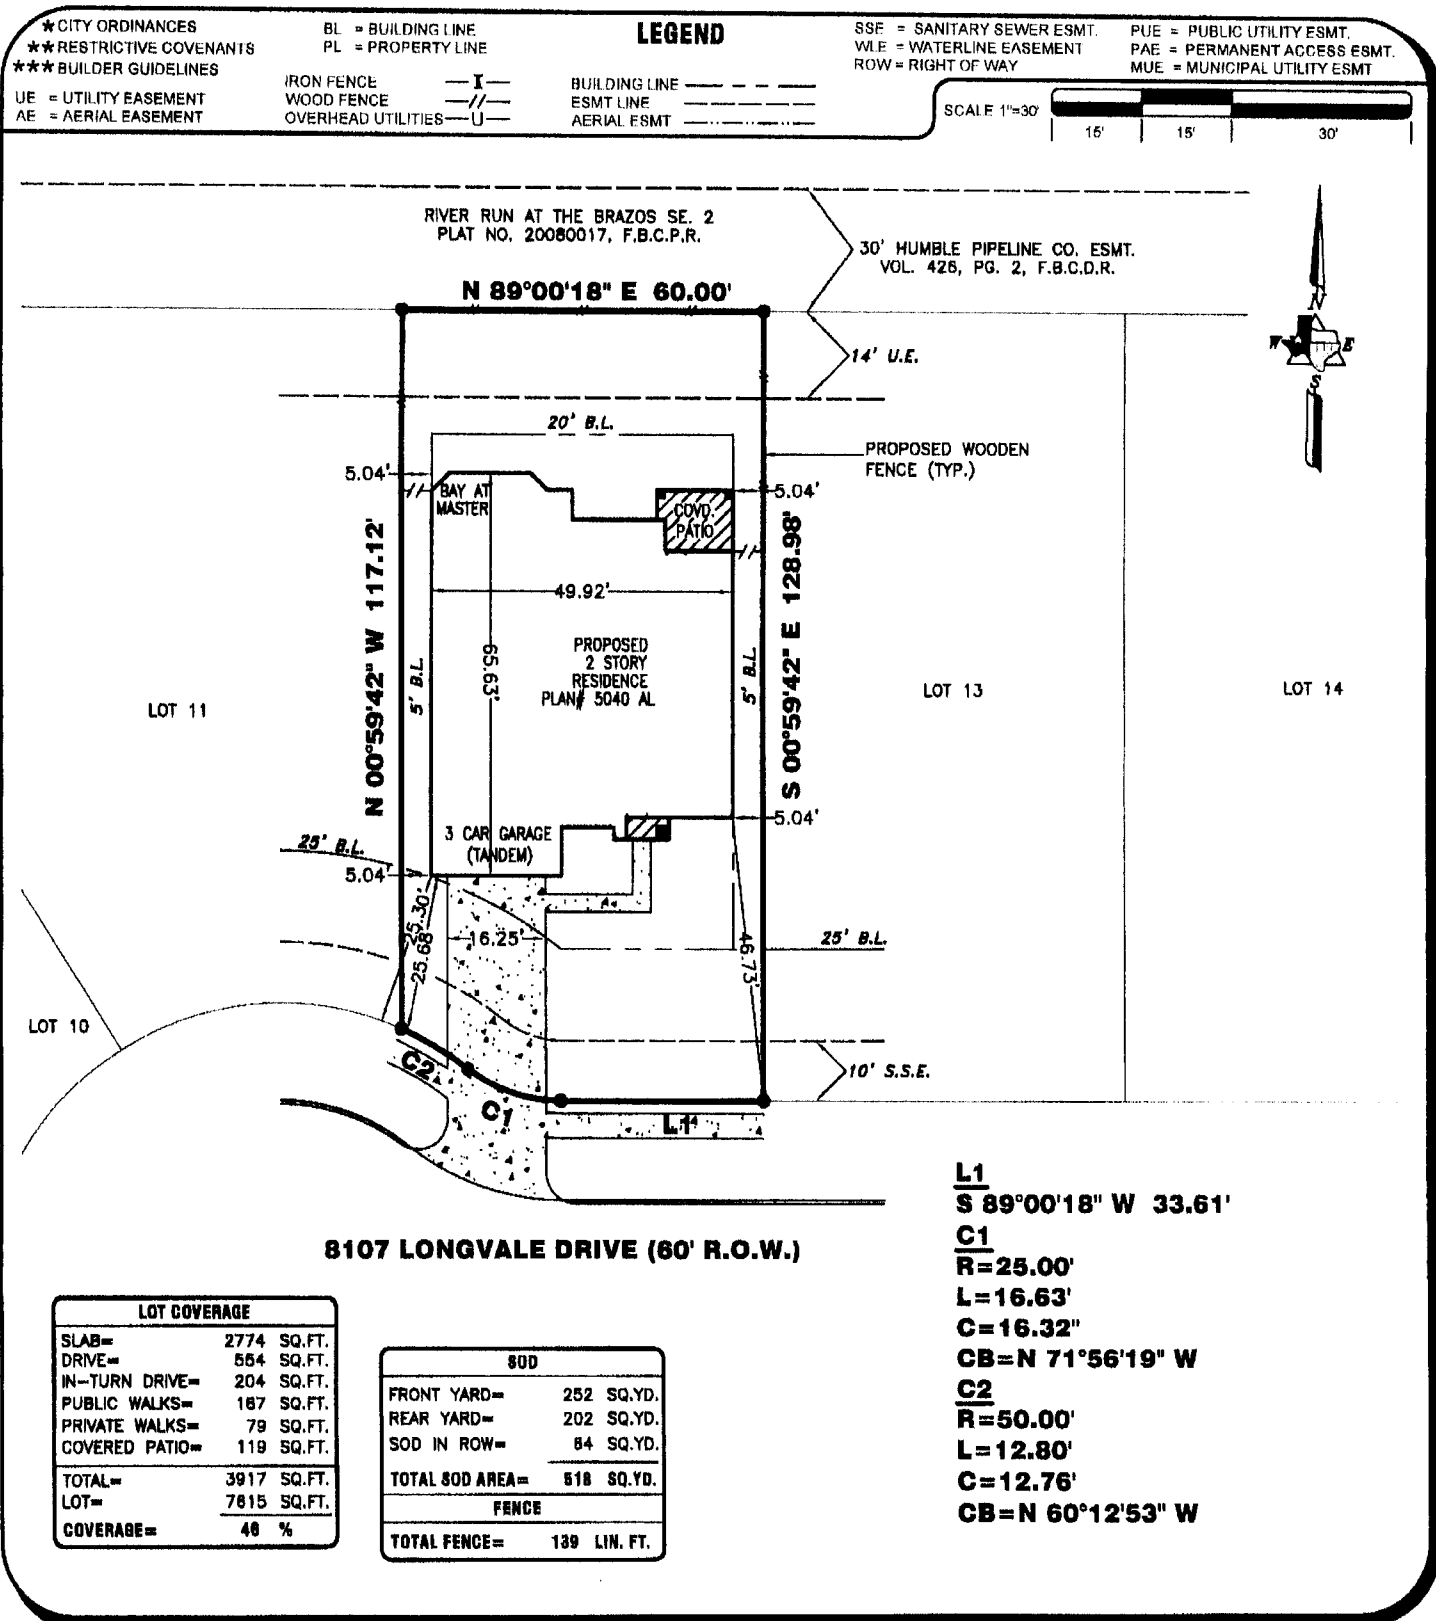 *CITY ORDINANCES
**RESTRICTIVE COVENANTS
***BUILDER GUIDELINES
UE = UTILITY EASEMENT
AE = AERIAL EASEMENT
BL = BUILDING LINE
PL = PROPERTY LINE
IRON FENCE I
WOOD FENCE //
OVERHEAD UTILITIES U
LEGEND
BUILDING LINE
ESMT LINE
AERIAL ESMT
SSE = SANITARY SEWER ESMT.
WLE = WATERLINE EASEMENT
ROW = RIGHT OF WAY
PUE = PUBLIC UTILITY ESMT.
PAE = PERMANENT ACCESS ESMT.
MUE = MUNICIPAL UTILITY ESMT
SCALE 1"=30'
15' 15' 30'
RIVER RUN AT THE BRAZOS SE. 2
PLAT NO. 20080017, F.B.C.P.R.
30' HUMBLE PIPELINE CO. ESMT.
VOL. 426, PG. 2, F.B.C.D.R.
N 89°00'18" E 60.00'
N
W E
S
14' U.E.
20' B.L.
PROPOSED WOODEN
FENCE (TYP.)
5.04'
5.04'
BAY AT
MASTER
COVD.
PATIO
N 00°59'42" W 117.12'
S 00°59'42" E 128.98'
49.92'
65.63'
5' B.L.
5' B.L.
PROPOSED
2 STORY
RESIDENCE
PLAN# 5040 AL
LOT 11
LOT 13
LOT 14
5.04'
3 CAR GARAGE
(TANDEM)
25' B.L.
5.04'
25.30'
25.68'
16.25'
46.73'
25' B.L.
LOT 10
10' S.S.E.
C2
C1
L1
4'
8107 LONGVALE DRIVE (60' R.O.W.)
L1
S 89°00'18" W 33.61'
C1
R=25.00'
L=16.63'
C=16.32"
CB=N 71°56'19" W
C2
R=50.00'
L=12.80'
C=12.76'
CB=N 60°12'53" W
LOT COVERAGE
SLAB= 2774 SQ.FT.
DRIVE= 554 SQ.FT.
IN-TURN DRIVE= 204 SQ.FT.
PUBLIC WALKS= 187 SQ.FT.
PRIVATE WALKS= 79 SQ.FT.
COVERED PATIO= 119 SQ.FT.
TOTAL= 3917 SQ.FT.
LOT= 7615 SQ.FT.
COVERAGE= 46 %
SOD
FRONT YARD= 252 SQ.YD.
REAR YARD= 202 SQ.YD.
SOD IN ROW= 64 SQ.YD.
TOTAL SOD AREA= 518 SQ.YD.
FENCE
TOTAL FENCE= 139 LIN. FT.